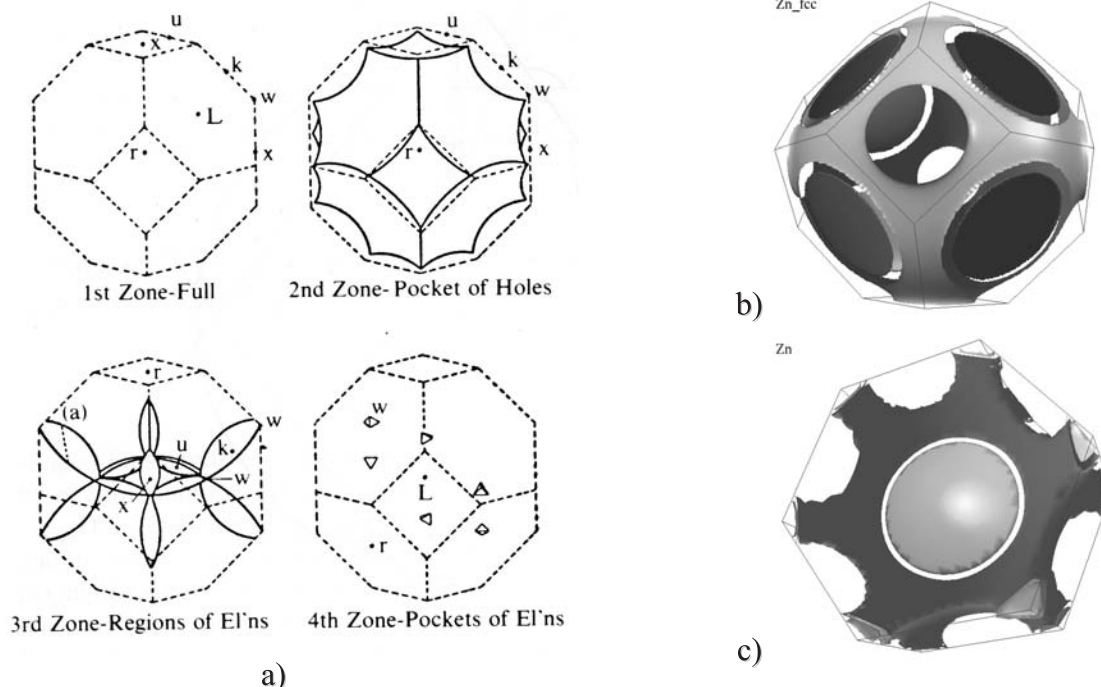 u
x
k
w
L
r
x
1st Zone-Full
u
k
w
r
x
2nd Zone-Pocket of Holes
r
(a)
w
u
k
w
x
3rd Zone-Regions of El'ns
w
L
r
4th Zone-Pockets of El'ns
a)
Zn_fcc
b)
Zn
c)